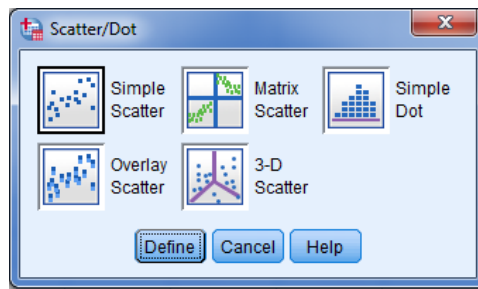 Scatter/Dot
Simple
Scatter
Matrix
Scatter
Simple
Dot
Overlay
Scatter
3-D
Scatter
Define
Cancel
Help